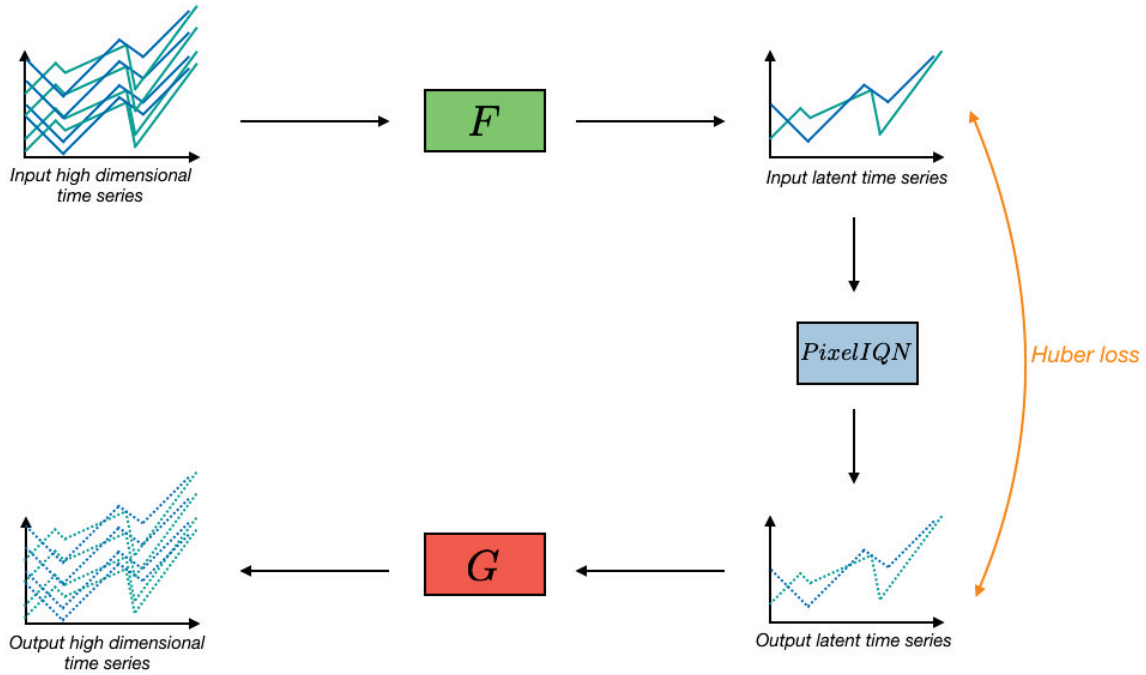 F
Input high dimensional
time series
Input latent time series
PixelIQN
Huber loss
G
Output high dimensional
time series
Output latent time series